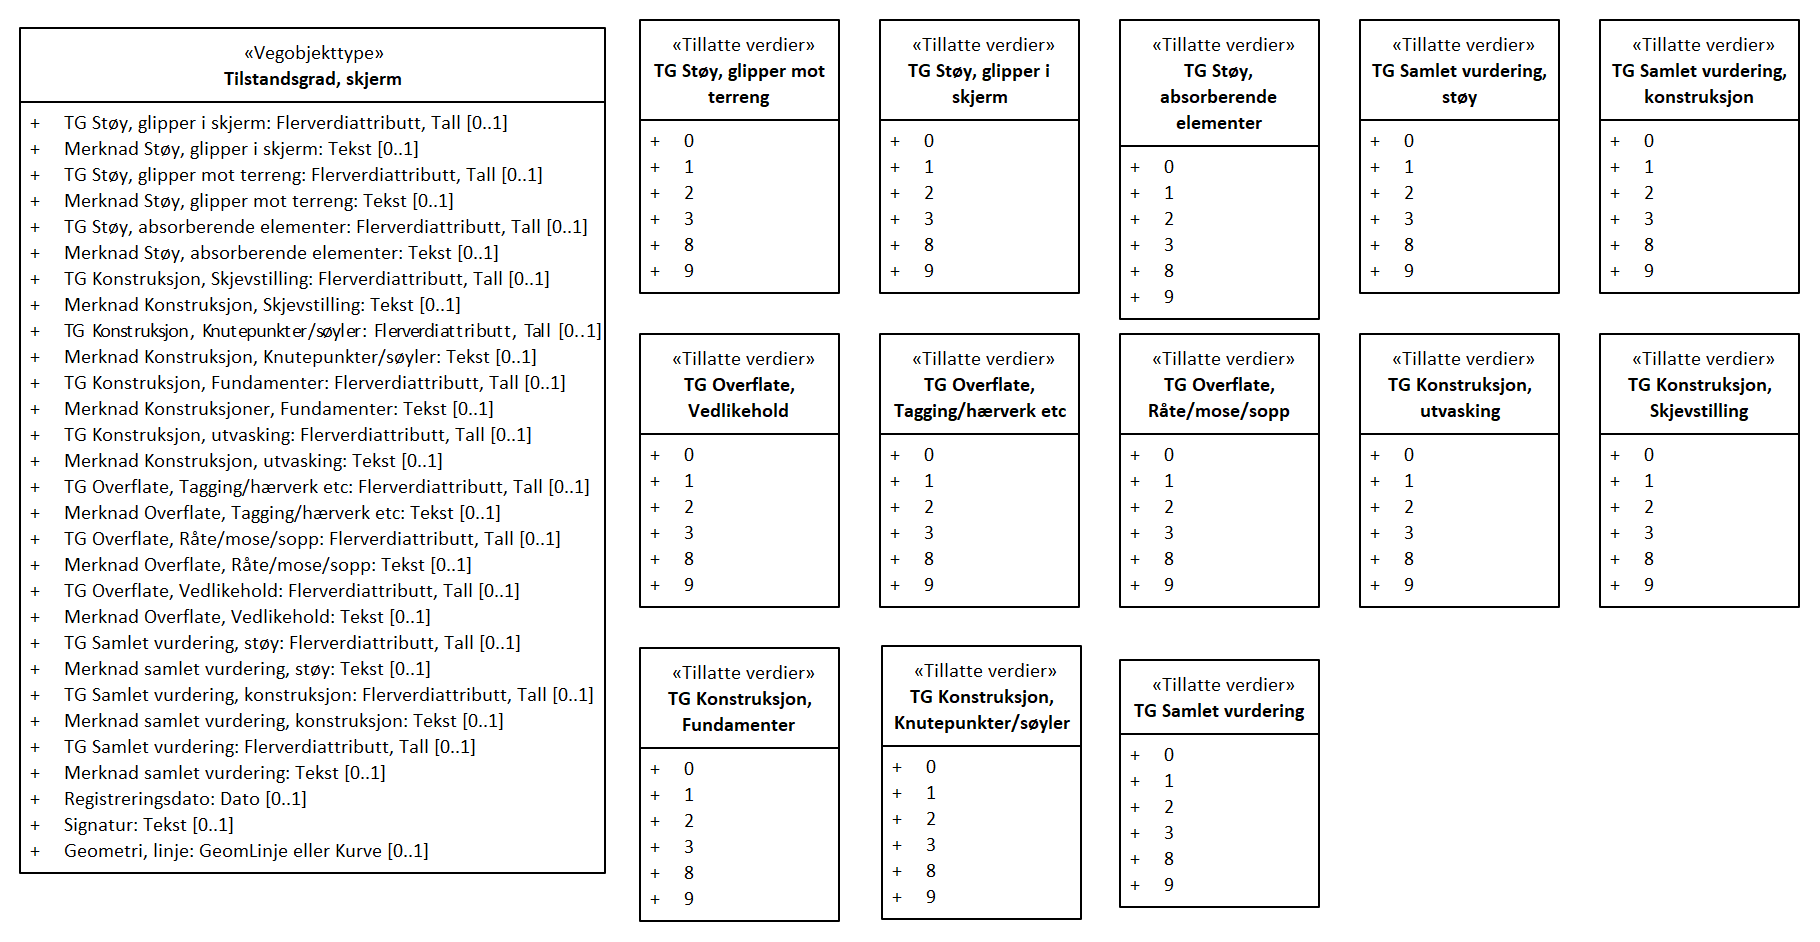 «Vegobjekttype»
Tilstandsgrad, skjerm
+ TG Støy, glipper i skjerm: Flerverdiattributt, Tall [0..1]
+ Merknad Støy, glipper i skjerm: Tekst [0..1]
+ TG Støy, glipper mot terreng: Flerverdiattributt, Tall [0..1]
+ Merknad Støy, glipper mot terreng: Tekst [0..1]
+ TG Støy, absorberende elementer: Flerverdiattributt, Tall [0..1]
+ Merknad Støy, absorberende elementer: Tekst [0..1]
+ TG Konstruksjon, Skjevstilling: Flerverdiattributt, Tall [0..1]
+ Merknad Konstruksjon, Skjevstilling: Tekst [0..1]
+ TG Konstruksjon, Knutepunkter/søyler: Flerverdiattributt, Tall [0..1]
+ Merknad Konstruksjon, Knutepunkter/søyler: Tekst [0..1]
+ TG Konstruksjon, Fundamenter: Flerverdiattributt, Tall [0..1]
+ Merknad Konstruksjoner, Fundamenter: Tekst [0..1]
+ TG Konstruksjon, utvasking: Flerverdiattributt, Tall [0..1]
+ Merknad Konstruksjon, utvasking: Tekst [0..1]
+ TG Overflate, Tagging/hærverk etc: Flerverdiattributt, Tall [0..1]
+ Merknad Overflate, Tagging/hærverk etc: Tekst [0..1]
+ TG Overflate, Råte/mose/sopp: Flerverdiattributt, Tall [0..1]
+ Merknad Overflate, Råte/mose/sopp: Tekst [0..1]
+ TG Overflate, Vedlikehold: Flerverdiattributt, Tall [0..1]
+ Merknad Overflate, Vedlikehold: Tekst [0..1]
+ TG Samlet vurdering, støy: Flerverdiattributt, Tall [0..1]
+ Merknad samlet vurdering, støy: Tekst [0..1]
+ TG Samlet vurdering, konstruksjon: Flerverdiattributt, Tall [0..1]
+ Merknad samlet vurdering, konstruksjon: Tekst [0..1]
+ TG Samlet vurdering: Flerverdiattributt, Tall [0..1]
+ Merknad samlet vurdering: Tekst [0..1]
+ Registreringsdato: Dato [0..1]
+ Signatur: Tekst [0..1]
+ Geometri, linje: GeomLinje eller Kurve [0..1]
«Tillatte verdier»
TG Støy, glipper mot
terreng
+ 0
+ 1
+ 2
+ 3
+ 8
+ 9
«Tillatte verdier»
TG Støy, glipper i
skjerm
+ 0
+ 1
+ 2
+ 3
+ 8
+ 9
«Tillatte verdier»
TG Støy,
absorberende
elementer
+ 0
+ 1
+ 2
+ 3
+ 8
+ 9
«Tillatte verdier»
TG Samlet vurdering,
støy
+ 0
+ 1
+ 2
+ 3
+ 8
+ 9
«Tillatte verdier»
TG Samlet vurdering,
konstruksjon
+ 0
+ 1
+ 2
+ 3
+ 8
+ 9
«Tillatte verdier»
TG Overflate,
Vedlikehold
+ 0
+ 1
+ 2
+ 3
+ 8
+ 9
«Tillatte verdier»
TG Overflate,
Tagging/hærverk etc
+ 0
+ 1
+ 2
+ 3
+ 8
+ 9
«Tillatte verdier»
TG Overflate,
Råte/mose/sopp
+ 0
+ 1
+ 2
+ 3
+ 8
+ 9
«Tillatte verdier»
TG Konstruksjon,
utvasking
+ 0
+ 1
+ 2
+ 3
+ 8
+ 9
«Tillatte verdier»
TG Konstruksjon,
Skjevstilling
+ 0
+ 1
+ 2
+ 3
+ 8
+ 9
«Tillatte verdier»
TG Konstruksjon,
Fundamenter
+ 0
+ 1
+ 2
+ 3
+ 8
+ 9
«Tillatte verdier»
TG Konstruksjon,
Knutepunkter/søyler
+ 0
+ 1
+ 2
+ 3
+ 8
+ 9
«Tillatte verdier»
TG Samlet vurdering
+ 0
+ 1
+ 2
+ 3
+ 8
+ 9